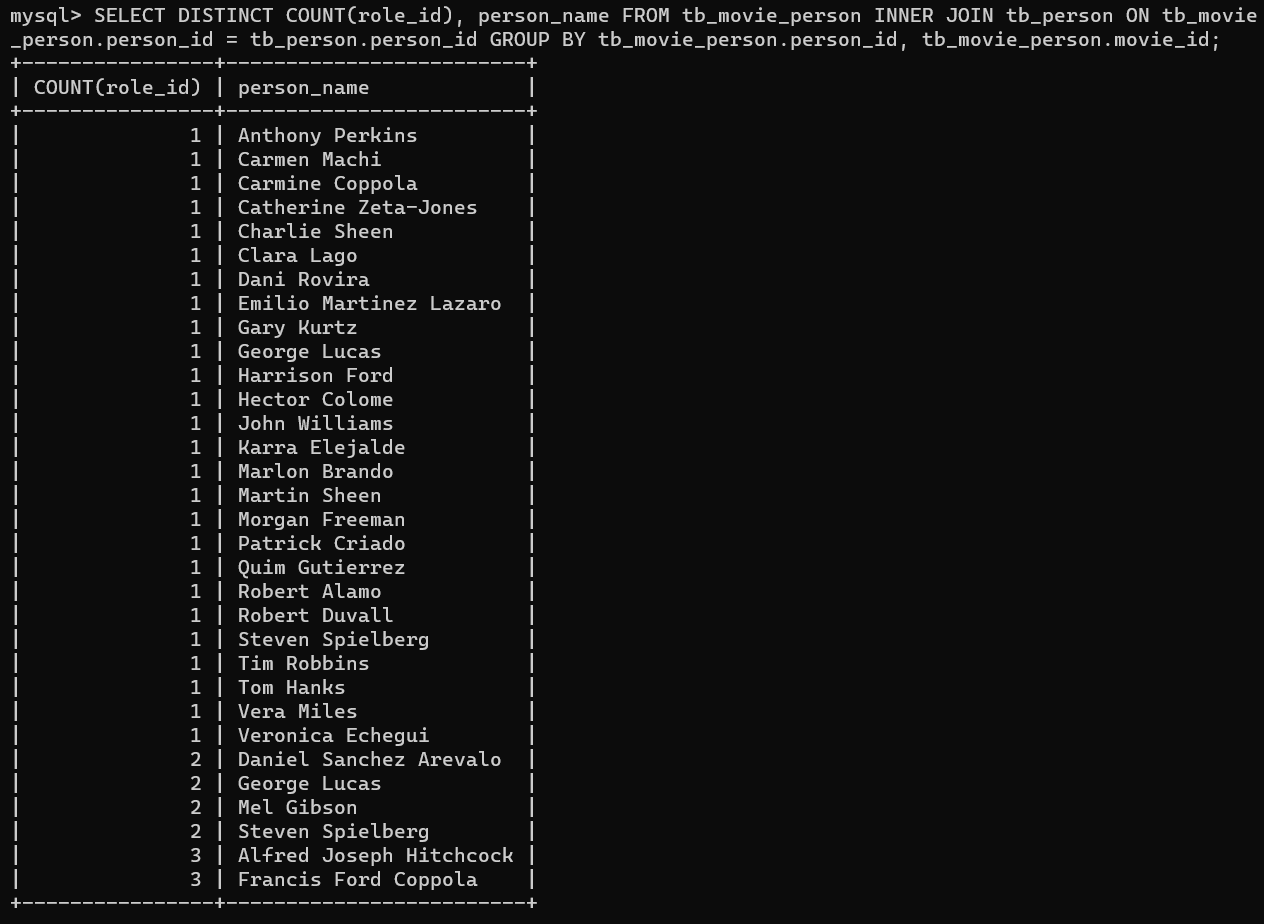 mysql> SELECT DISTINCT COUNT(role_id), person_name FROM tb_movie_person INNER JOIN tb_person ON tb_movie
_person.person_id = tb_person.person_id GROUP BY tb_movie_person.person_id, tb_movie_person.movie_id;
+----------------+-------------------------+
| COUNT(role_id) | person_name             |
+----------------+-------------------------+
|              1 | Anthony Perkins         |
|              1 | Carmen Machi            |
|              1 | Carmine Coppola         |
|              1 | Catherine Zeta-Jones    |
|              1 | Charlie Sheen           |
|              1 | Clara Lago              |
|              1 | Dani Rovira             |
|              1 | Emilio Martinez Lazaro  |
|              1 | Gary Kurtz              |
|              1 | George Lucas            |
|              1 | Harrison Ford           |
|              1 | Hector Colome           |
|              1 | John Williams           |
|              1 | Karra Elejalde          |
|              1 | Marlon Brando           |
|              1 | Martin Sheen            |
|              1 | Morgan Freeman          |
|              1 | Patrick Criado          |
|              1 | Quim Gutierrez          |
|              1 | Robert Alamo            |
|              1 | Robert Duvall           |
|              1 | Steven Spielberg        |
|              1 | Tim Robbins             |
|              1 | Tom Hanks               |
|              1 | Vera Miles              |
|              1 | Veronica Echegui        |
|              2 | Daniel Sanchez Arevalo  |
|              2 | George Lucas            |
|              2 | Mel Gibson              |
|              2 | Steven Spielberg        |
|              3 | Alfred Joseph Hitchcock |
|              3 | Francis Ford Coppola    |
+----------------+-------------------------+